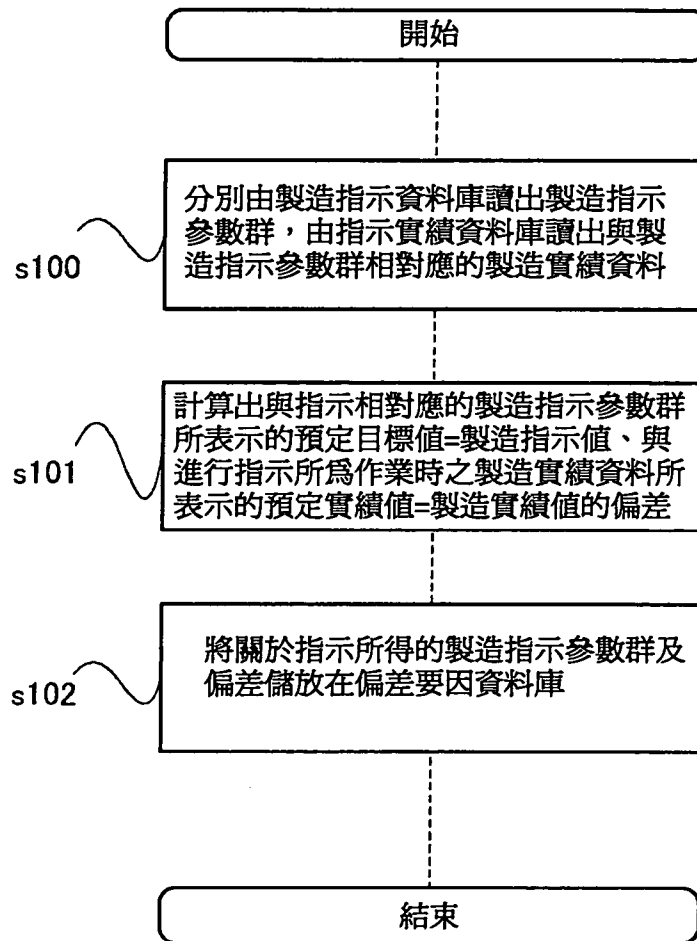 開始
分別由製造指示資料庫讀出製造指示
參數群，由指示實績資料庫讀出與製
造指示參數群相對應的製造實績資料
s100
計算出與指示相對應的製造指示參數群
所表示的預定目標值=製造指示值、與
進行指示所為作業時之製造實績資料所
表示的預定實績值=製造實績值的偏差
s101
將關於指示所得的製造指示參數群及
偏差儲放在偏差要因資料庫
s102
結束